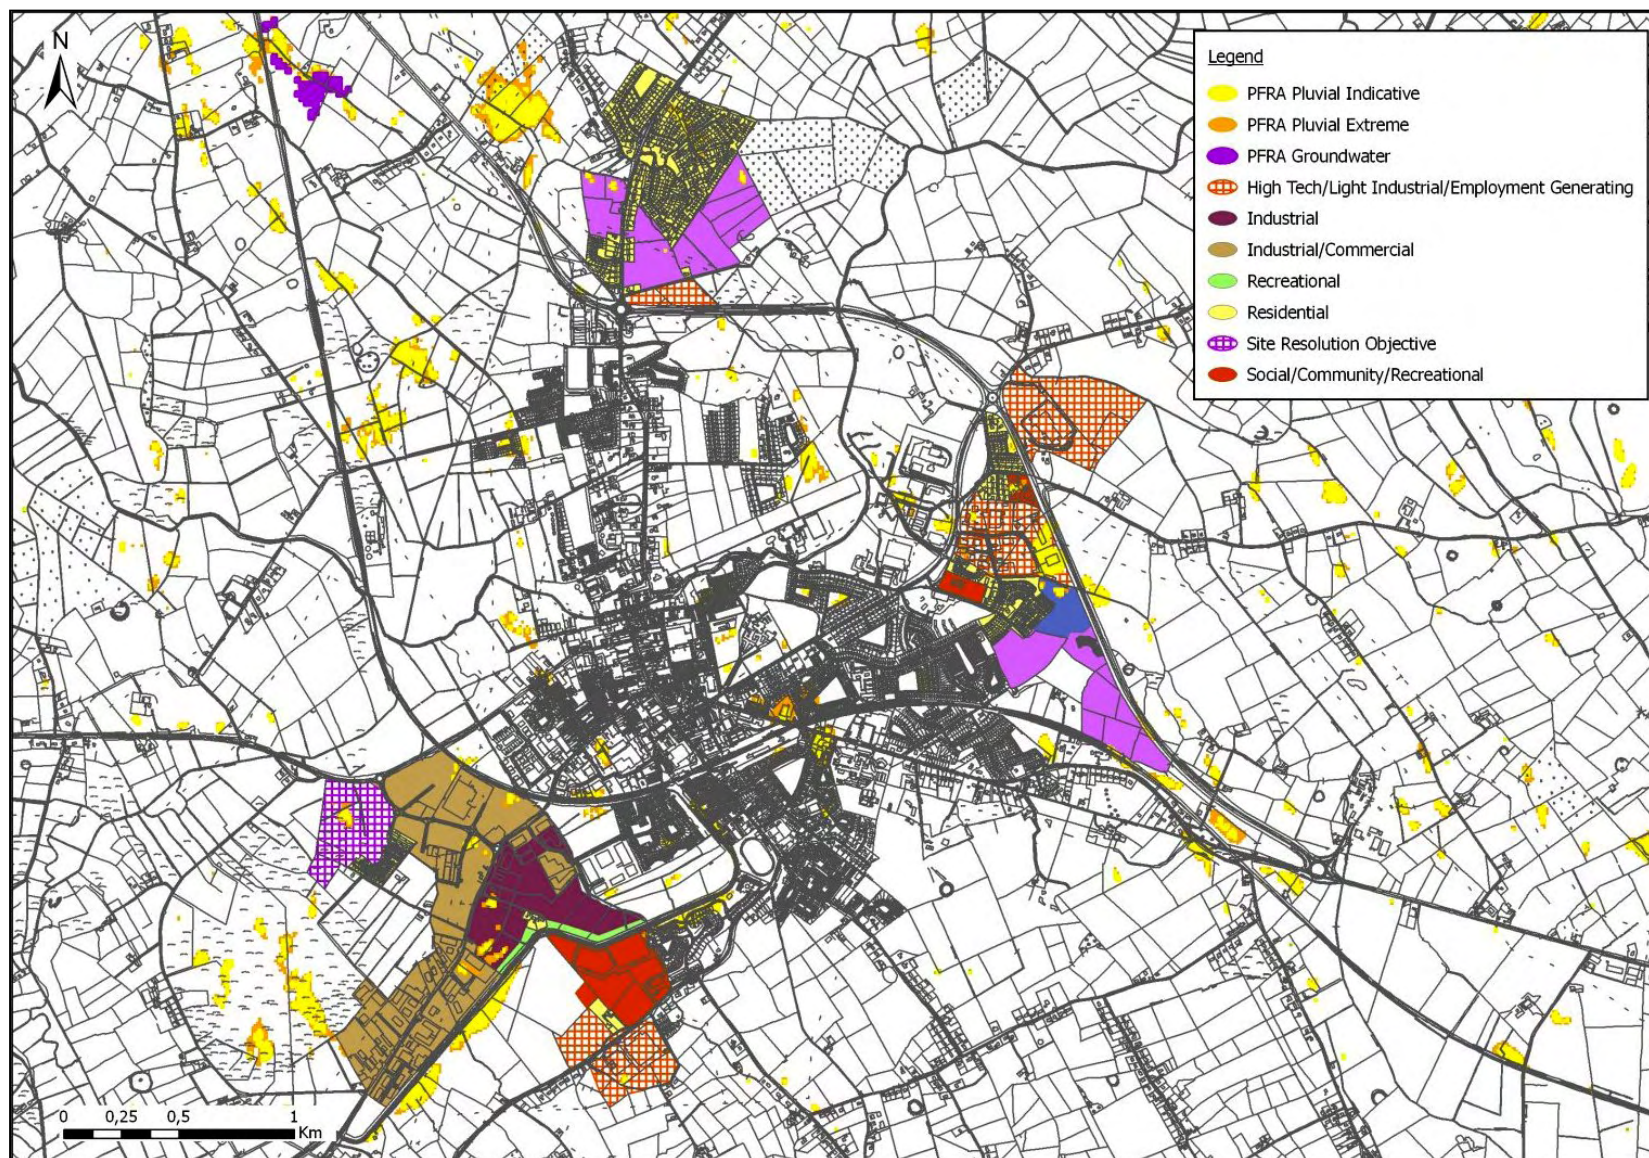 N
Legend
PFRA Pluvial Indicative
PFRA Pluvial Extreme
PFRA Groundwater
High Tech/Light Industrial/Employment Generating
Industrial
Industrial/Commercial
Recreational
Residential
Site Resolution Objective
Social/Community/Recreational
0 0,25 0,5 1
Km